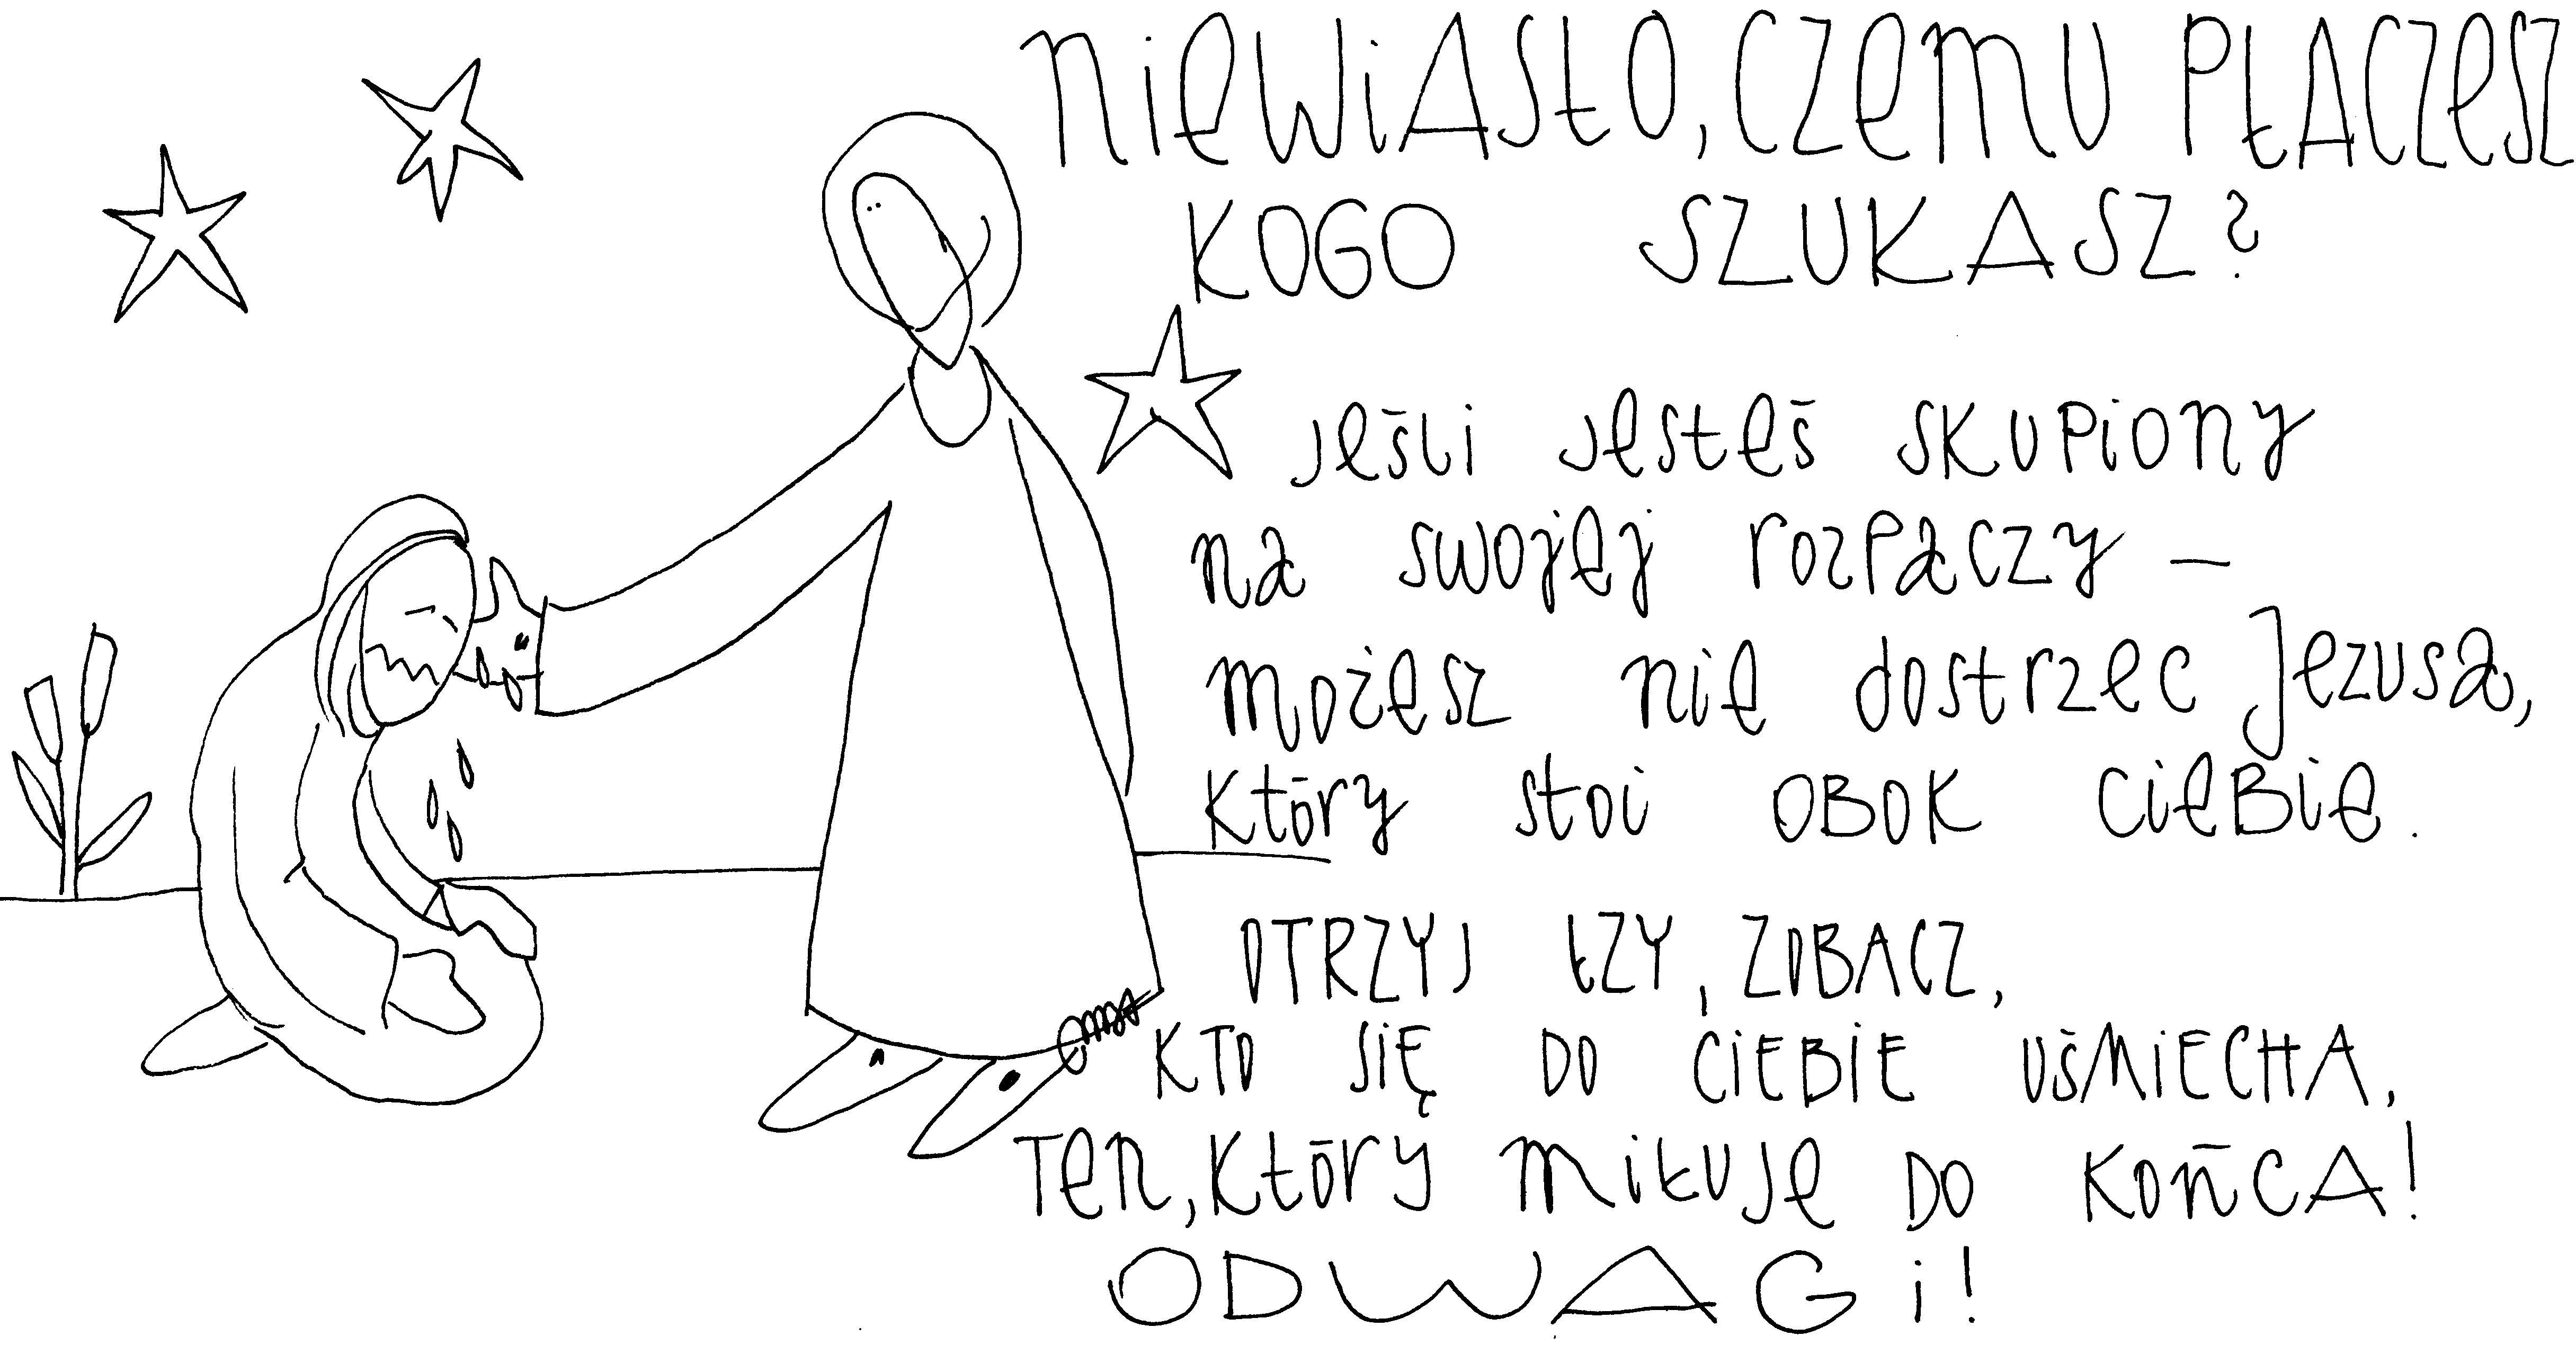 NiEWiASTO, CZEMU PŁACZESZ
KOGO SZUKASZ?
jeśli jesteś skupiony
na swojej rozpaczy –
możesz nie dostrzec Jezusa,
który stoi obok ciebie.
OTRZYJ ŁZY, ZOBACZ,
KTO SIĘ DO CIEBIE UŚMIECHA,
Ten, który miłuje do końca!
ODWAGi!